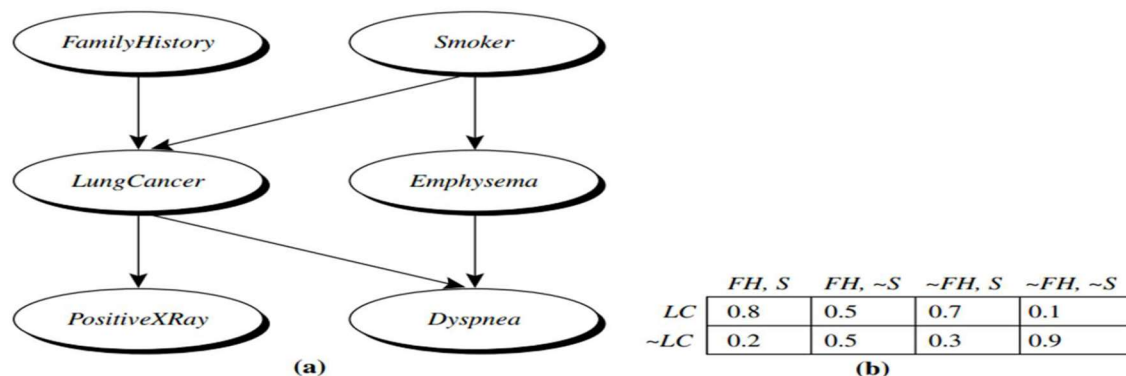 FamilyHistory
Smoker
LungCancer
Emphysema
PositiveXRay
Dyspnea
(a)
FH, S FH, ~S ~FH, S ~FH, ~S
LC 0.8 0.5 0.7 0.1
~LC 0.2 0.5 0.3 0.9
(b)